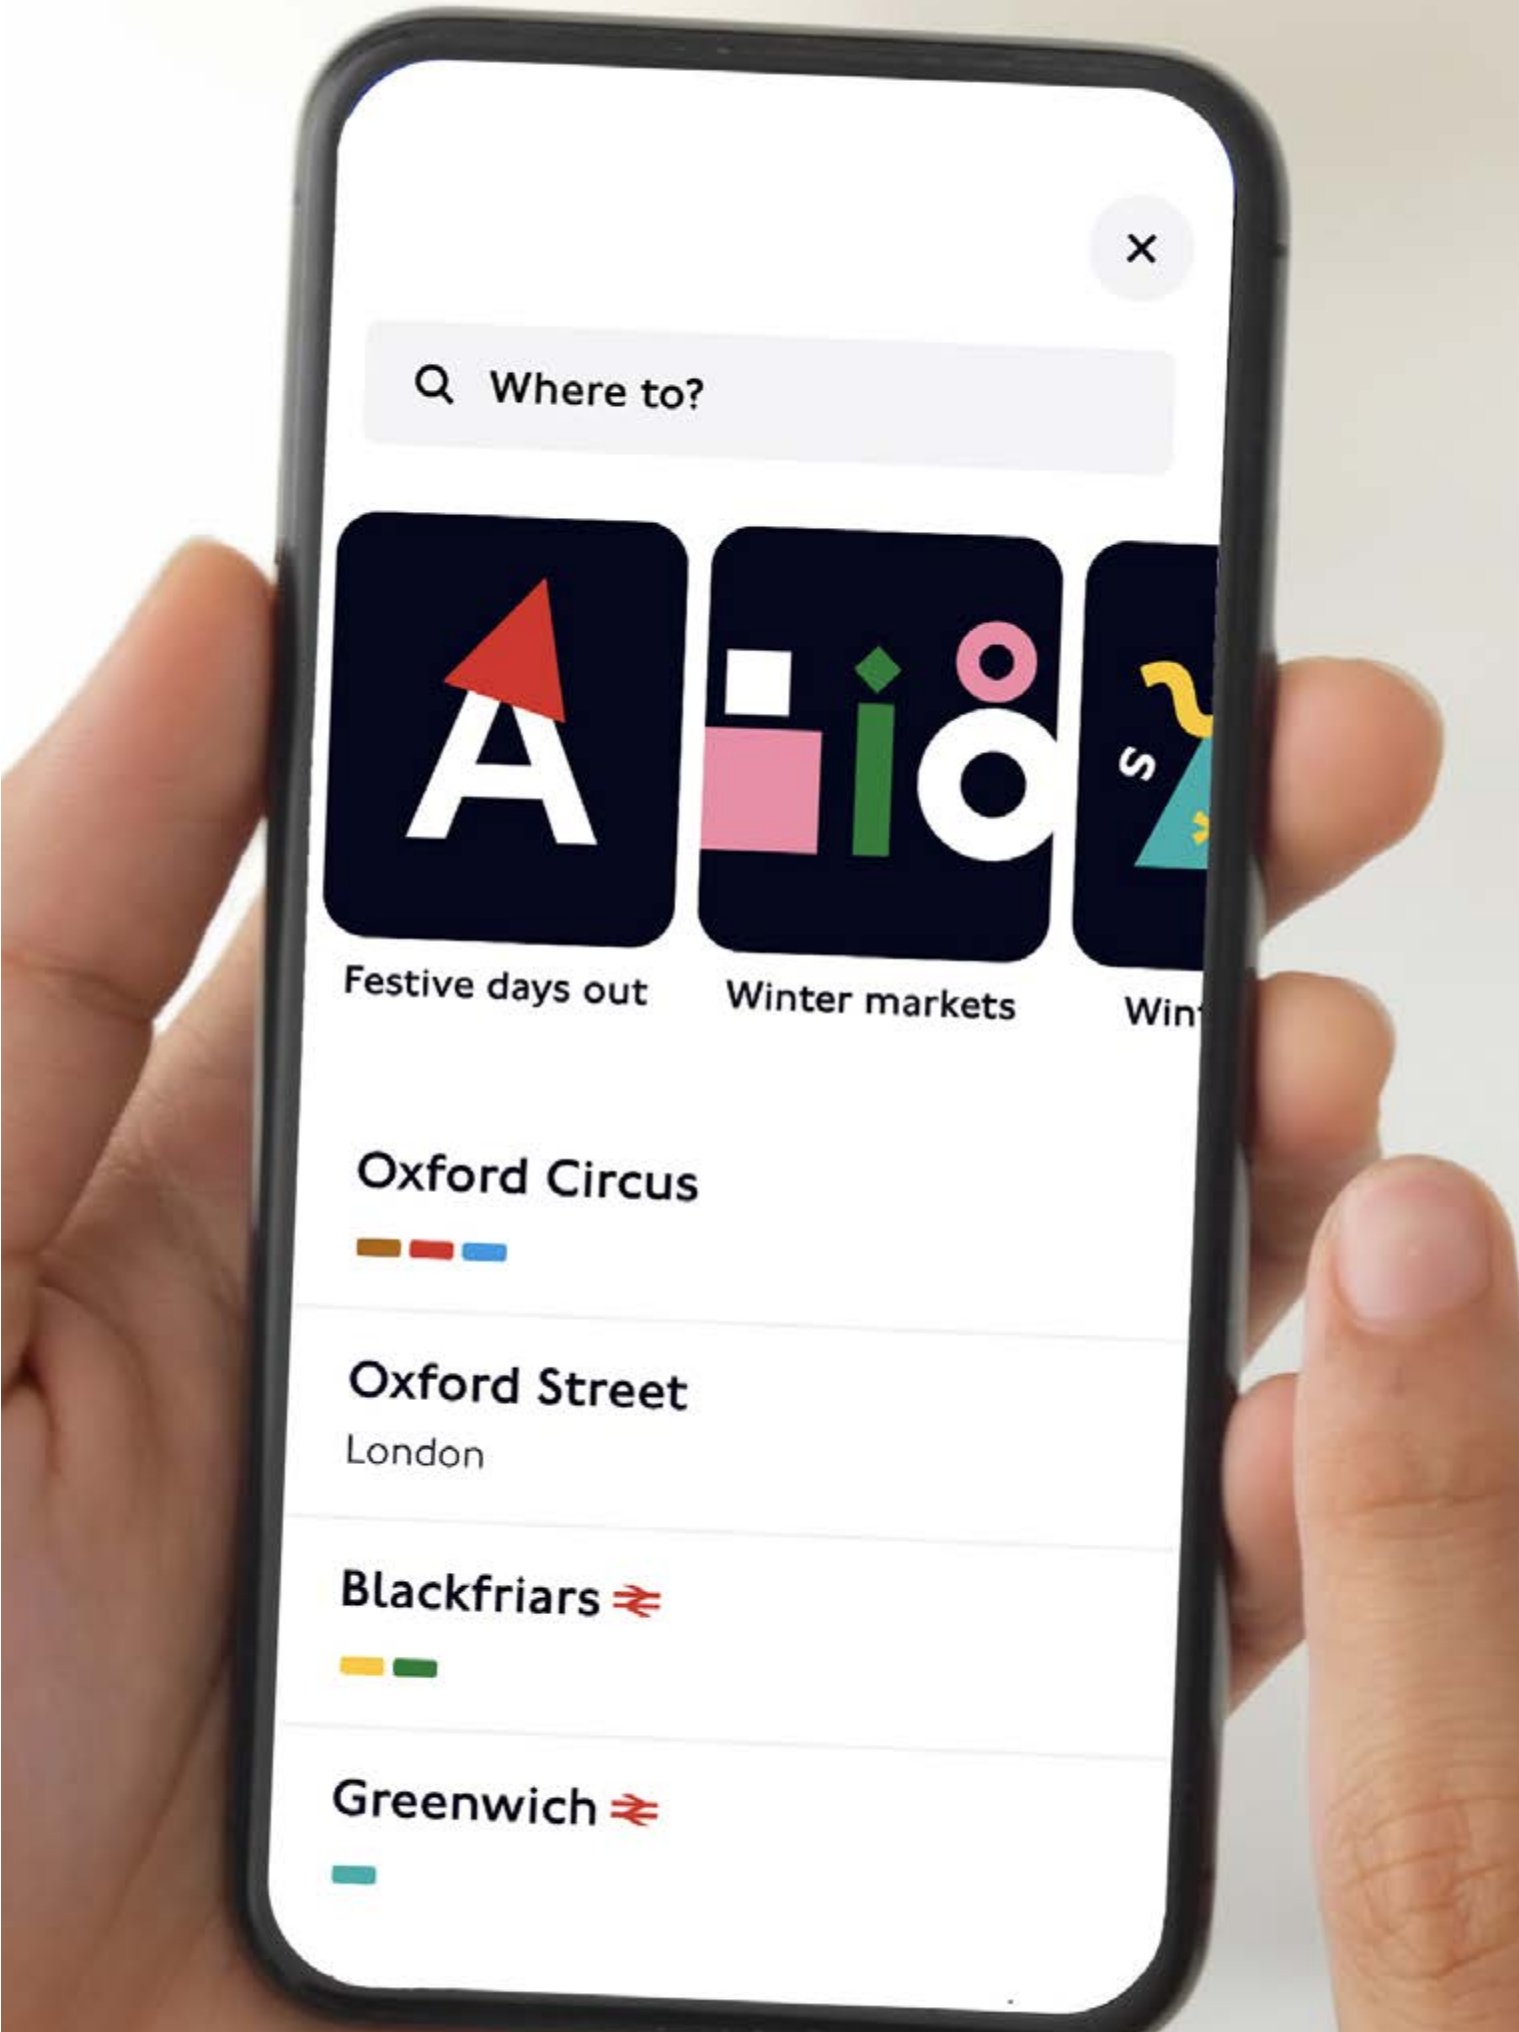 Where to?
A
S
Festive days out
Winter markets
Oxford Circus
Oxford Street
London
Blackfriars
Greenwich